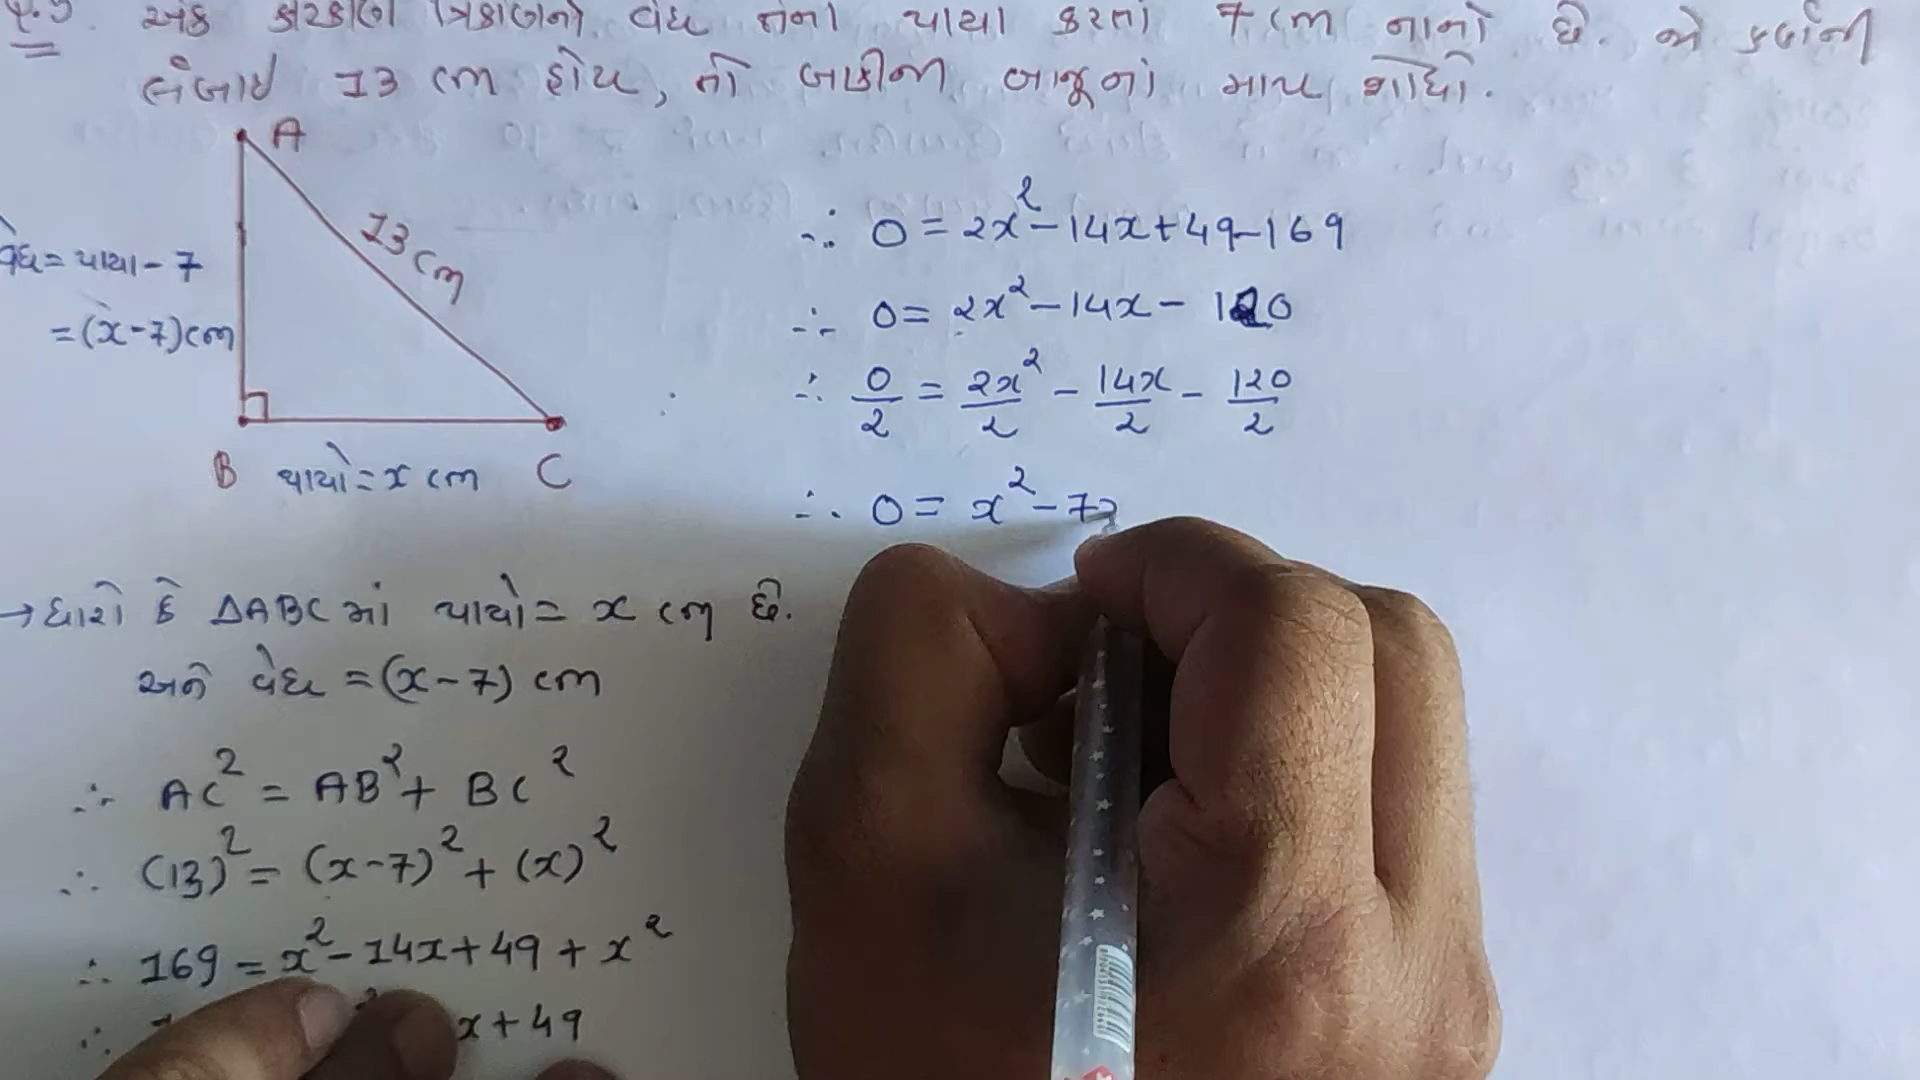 પ્ર.5 એક કાટકોણ ત્રિકોણનો વેધ તેના પાયા કરતાં 7 cm નાનો છે. જો કર્ણની
લંબાઈ 13 cm હોય, તો બાકીની બાજુનાં માપ શોધો.
A
13 cm
વેધ = પાયા - 7
= (x-7) cm
B પાયો = x cm C
∴ 0 = 2x² - 14x + 49 - 169
∴ 0 = 2x² - 14x - 120
∴ 0/2 = 2x²/2 - 14x/2 - 120/2
∴ 0 = x² - 7x
→ ધારો કે ΔABC માં પાયો = x cm છે.
અને વેધ = (x-7) cm
∴ AC² = AB² + BC²
∴ (13)² = (x-7)² + (x)²
∴ 169 = x² - 14x + 49 + x²
∴ x + 49